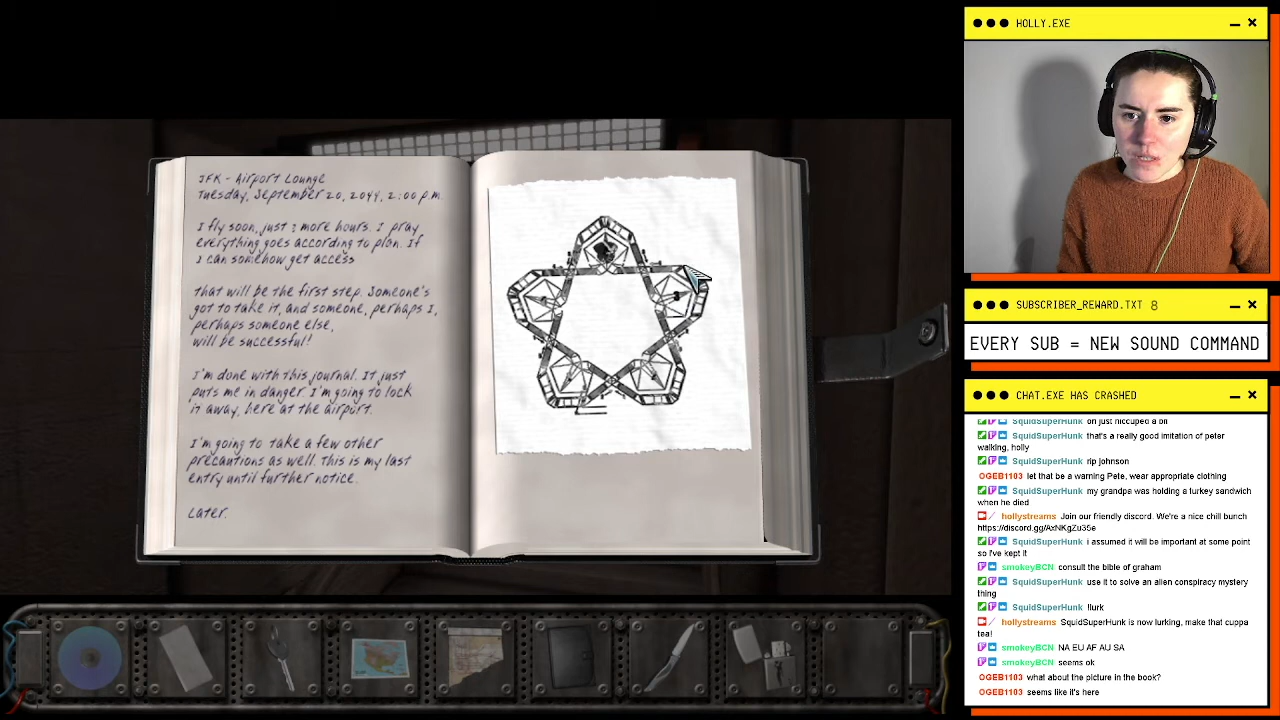 JFK - Airport Lounge
Tuesday, September 20, 2044, 2:00 p.m.
I fly soon, just 2 more hours. I pray
everything goes according to plan. If
I can somehow get access
that will be the first step. Someone's
got to take it, and someone, perhaps I,
perhaps someone else,
will be successful!
I'm done with this journal. It just
puts me in danger. I'm going to lock
it away, here at the airport.
I'm going to take a few other
precautions as well. This is my last
entry until further notice.
Later.
HOLLY.EXE
SUBSCRIBER_REWARD.TXT 8
EVERY SUB = NEW SOUND COMMAND
CHAT.EXE HAS CRASHED
SquidSuperHunk oh just hiccuped a bit
SquidSuperHunk that's a really good imitation of peter
walking, holly
SquidSuperHunk rip johnson
OGEB1103 let that be a warning Pete, wear appropriate clothing
SquidSuperHunk my grandpa was holding a turkey sandwich
when he died
hollystreams Join our friendly discord. We're a nice chill bunch
https://discord.gg/AxNKgZu35e
SquidSuperHunk i assumed it will be important at some point
so I've kept it
smokeyBCN consult the bible of graham
SquidSuperHunk use it to solve an alien conspiracy mystery
thing
SquidSuperHunk !lurk
hollystreams SquidSuperHunk is now lurking, make that cuppa
tea!
smokeyBCN NA EU AF AU SA
smokeyBCN seems ok
OGEB1103 what about the picture in the book?
OGEB1103 seems like it's here